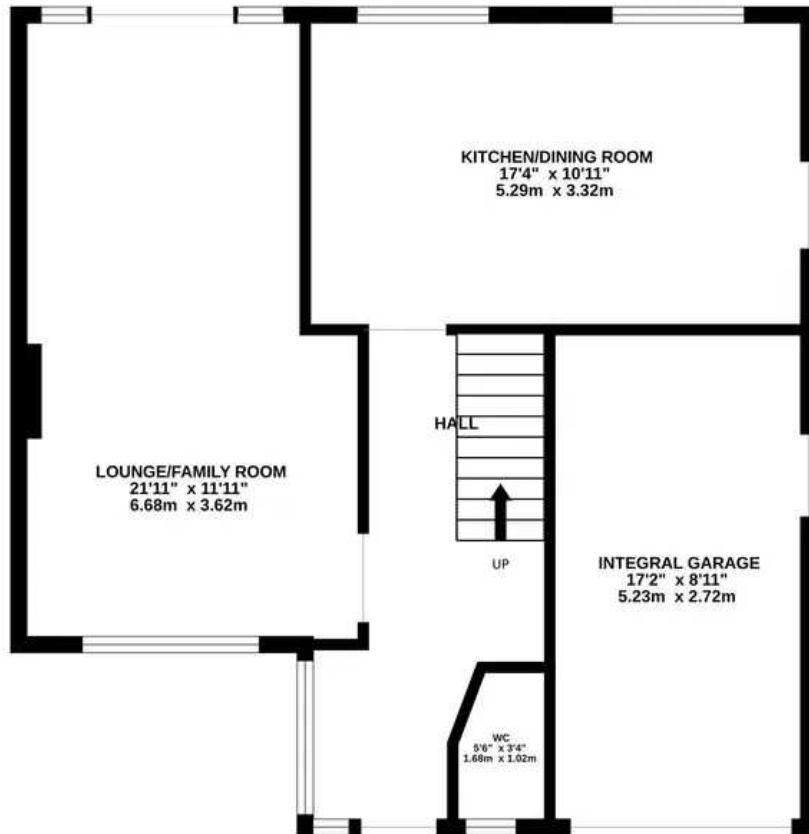 KITCHEN/DINING ROOM
17'4" x 10'11"
5.29m x 3.32m
HALL
LOUNGE/FAMILY ROOM
21'11" x 11'11"
6.68m x 3.62m
UP
INTEGRAL GARAGE
17'2" x 8'11"
5.23m x 2.72m
WC
5'6" x 3'4"
1.68m x 1.02m